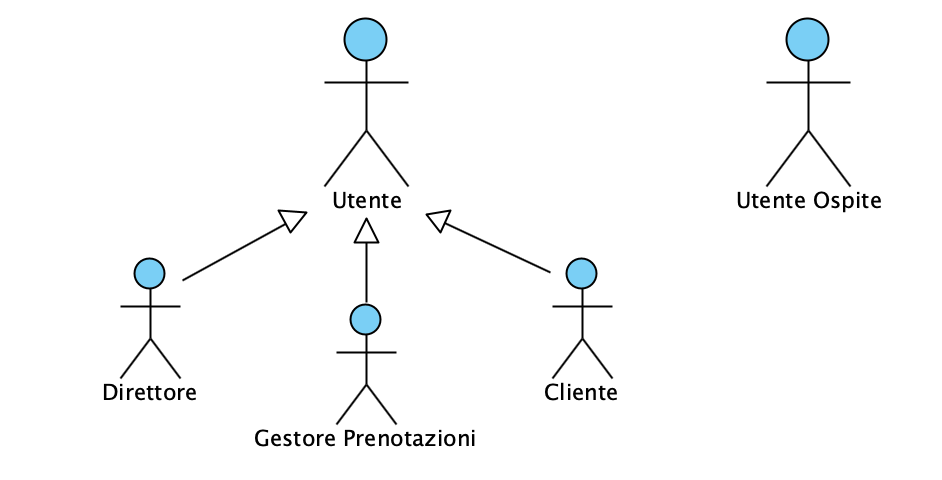 Utente
Utente Ospite
Direttore
Cliente
Gestore Prenotazioni